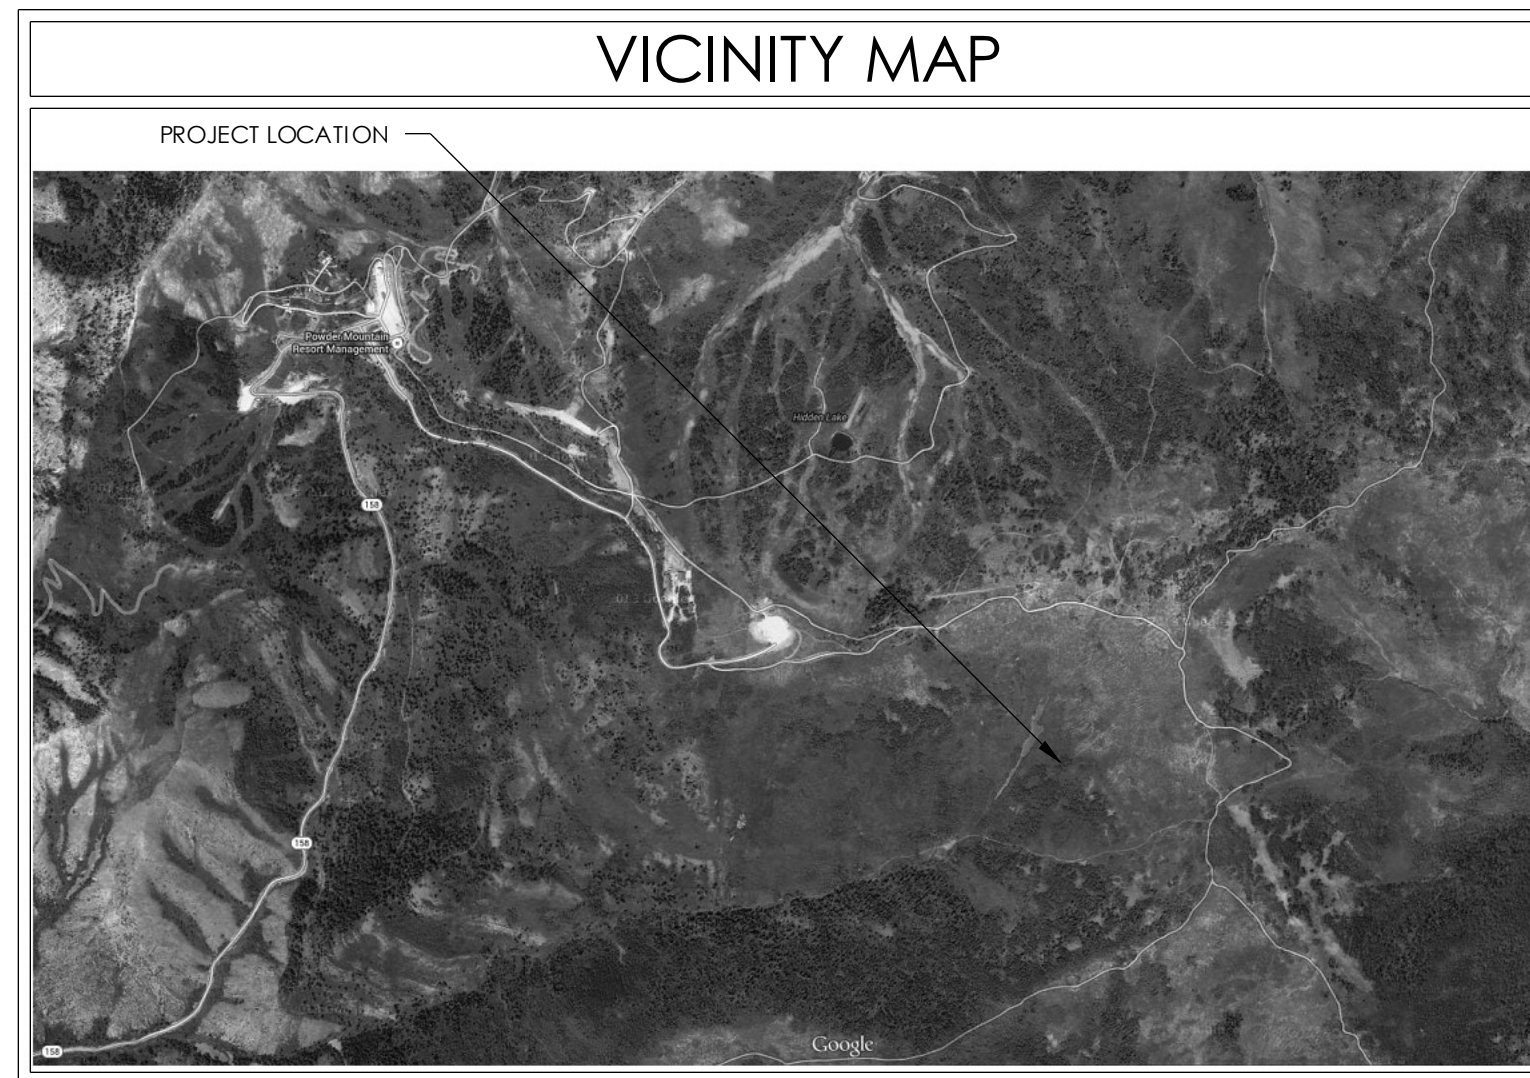 VICINITY MAP
PROJECT LOCATION
Powder Mountain
Resort Management
Hidden Lake
158
158
158
Google